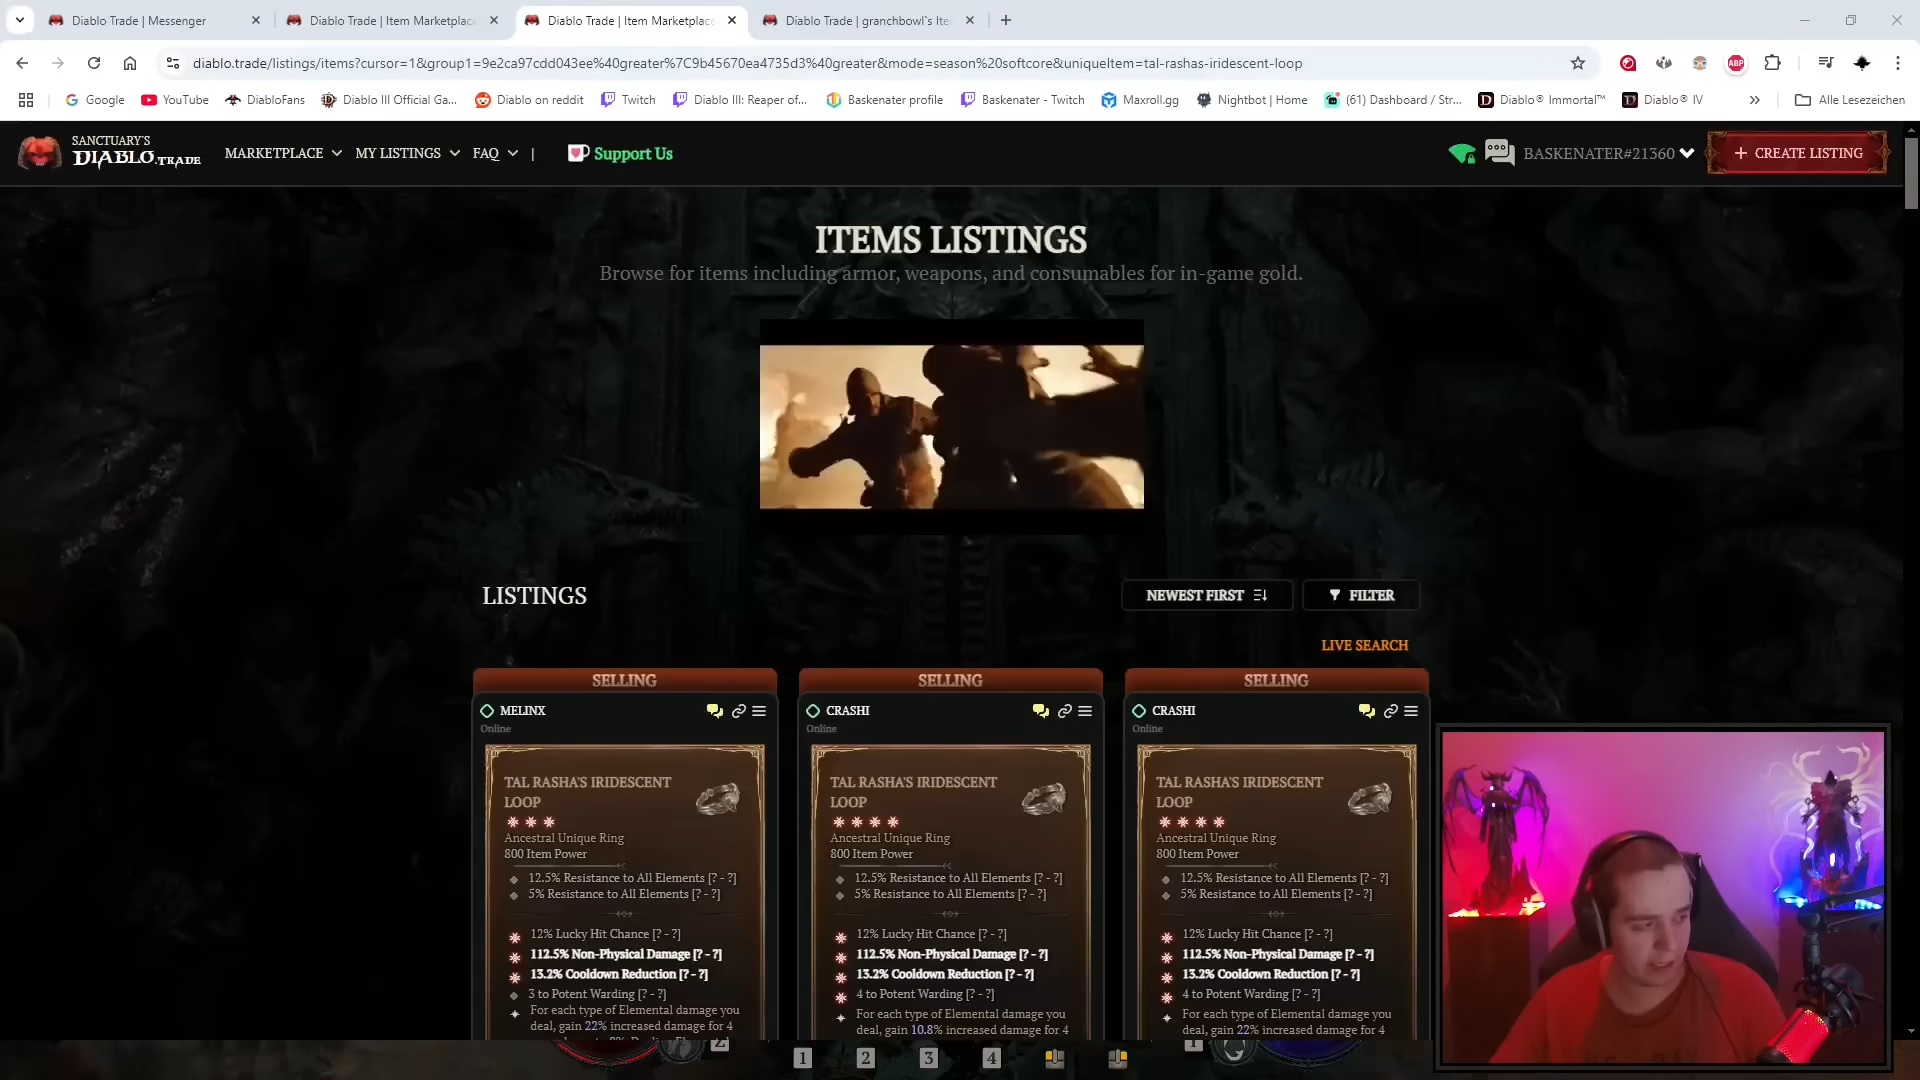 Diablo Trade | Messenger
Diablo Trade | Item Marketplac
Diablo Trade | Item Marketplace
Diablo Trade | granchbowl`s Ite
diablo.trade/listings/items?cursor=1&group1=9e2ca97cdd043ee%40greater%7C9b45670ea4735d3%40greater&mode=season%20softcore&uniqueItem=tal-rashas-iridescent-loop
ABP
Google
YouTube
DiabloFans
Diablo III Official Ga...
Diablo on reddit
Twitch
Diablo III: Reaper of...
Baskenater profile
Baskenater - Twitch
Maxroll.gg
Nightbot | Home
(61) Dashboard / Str...
Diablo® Immortal™
Diablo® IV
Alle Lesezeichen
SANCTUARY'S
DIABLO.TRADE
MARKETPLACE
MY LISTINGS
FAQ
|
Support Us
BASKENATER#21360
+ CREATE LISTING
ITEMS LISTINGS
Browse for items including armor, weapons, and consumables for in-game gold.
LISTINGS
NEWEST FIRST
FILTER
LIVE SEARCH
SELLING
MELINX
Online
TAL RASHA'S IRIDESCENT
LOOP
Ancestral Unique Ring
800 Item Power
12.5% Resistance to All Elements [? - ?]
5% Resistance to All Elements [? - ?]
12% Lucky Hit Chance [? - ?]
112.5% Non-Physical Damage [? - ?]
13.2% Cooldown Reduction [? - ?]
3 to Potent Warding [? - ?]
For each type of Elemental damage you
deal, gain 22% increased damage for 4
SELLING
CRASHI
Online
TAL RASHA'S IRIDESCENT
LOOP
Ancestral Unique Ring
800 Item Power
12.5% Resistance to All Elements [? - ?]
5% Resistance to All Elements [? - ?]
12% Lucky Hit Chance [? - ?]
112.5% Non-Physical Damage [? - ?]
13.2% Cooldown Reduction [? - ?]
4 to Potent Warding [? - ?]
For each type of Elemental damage you
deal, gain 10.8% increased damage for 4
SELLING
CRASHI
Online
TAL RASHA'S IRIDESCENT
LOOP
Ancestral Unique Ring
800 Item Power
12.5% Resistance to All Elements [? - ?]
5% Resistance to All Elements [? - ?]
12% Lucky Hit Chance [? - ?]
112.5% Non-Physical Damage [? - ?]
13.2% Cooldown Reduction [? - ?]
4 to Potent Warding [? - ?]
For each type of Elemental damage you
deal, gain 22% increased damage for 4
1
2
3
4